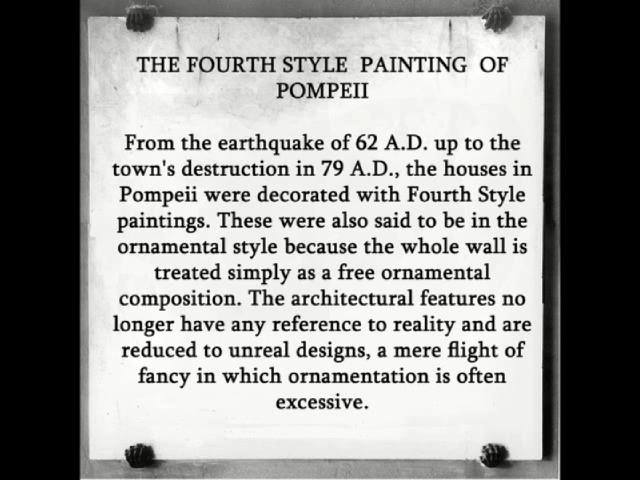 THE FOURTH STYLE PAINTING OF
POMPEII
From the earthquake of 62 A.D. up to the
town's destruction in 79 A.D., the houses in
Pompeii were decorated with Fourth Style
paintings. These were also said to be in the
ornamental style because the whole wall is
treated simply as a free ornamental
composition. The architectural features no
longer have any reference to reality and are
reduced to unreal designs, a mere flight of
fancy in which ornamentation is often
excessive.